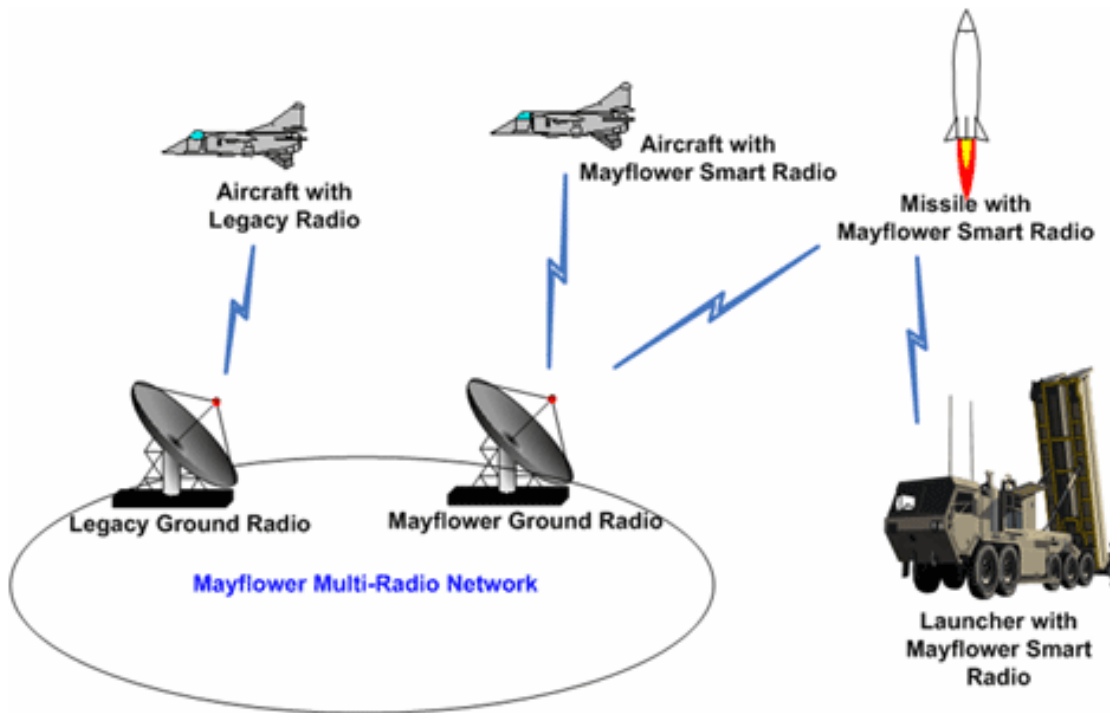 Aircraft with
Legacy Radio
Aircraft with
Mayflower Smart Radio
Missile with
Mayflower Smart Radio
Legacy Ground Radio
Mayflower Ground Radio
Mayflower Multi-Radio Network
Launcher with
Mayflower Smart
Radio